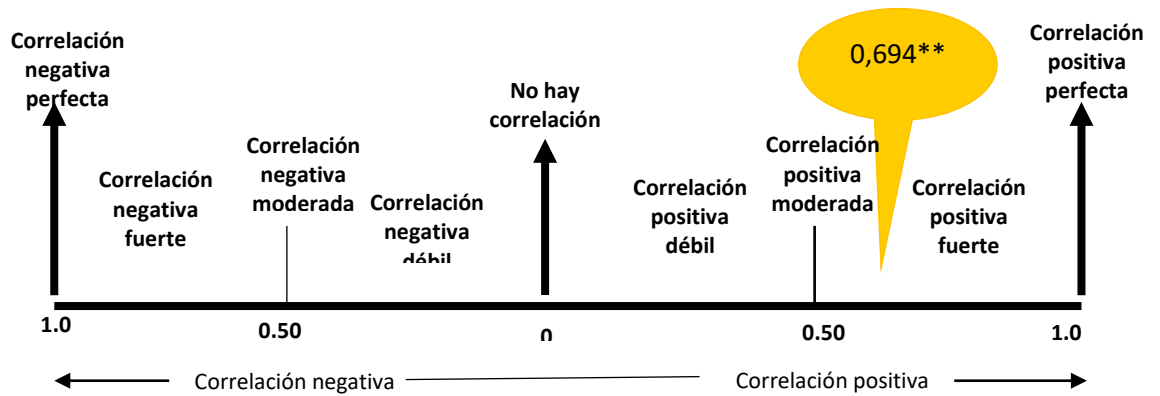 Correlación
negativa
perfecta
Correlación
negativa
fuerte
Correlación
negativa
moderada
Correlación
negativa
débil
No hay
correlación
Correlación
positiva
débil
Correlación
positiva
moderada
0,694**
Correlación
positiva
fuerte
Correlación
positiva
perfecta
1.0
0.50
0
0.50
1.0
Correlación negativa
Correlación positiva